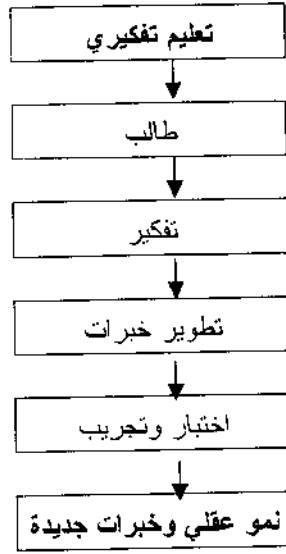 تعليم تفكيري
طالب
تفكير
تطوير خبرات
اختبار وتجريب
نمو عقلي وخبرات جديدة